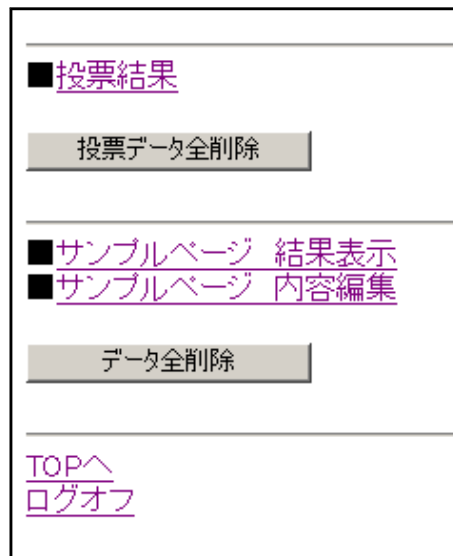 ■投票結果
投票データ全削除
■サンプルページ 結果表示
■サンプルページ 内容編集
データ全削除
TOPへ
ログオフ